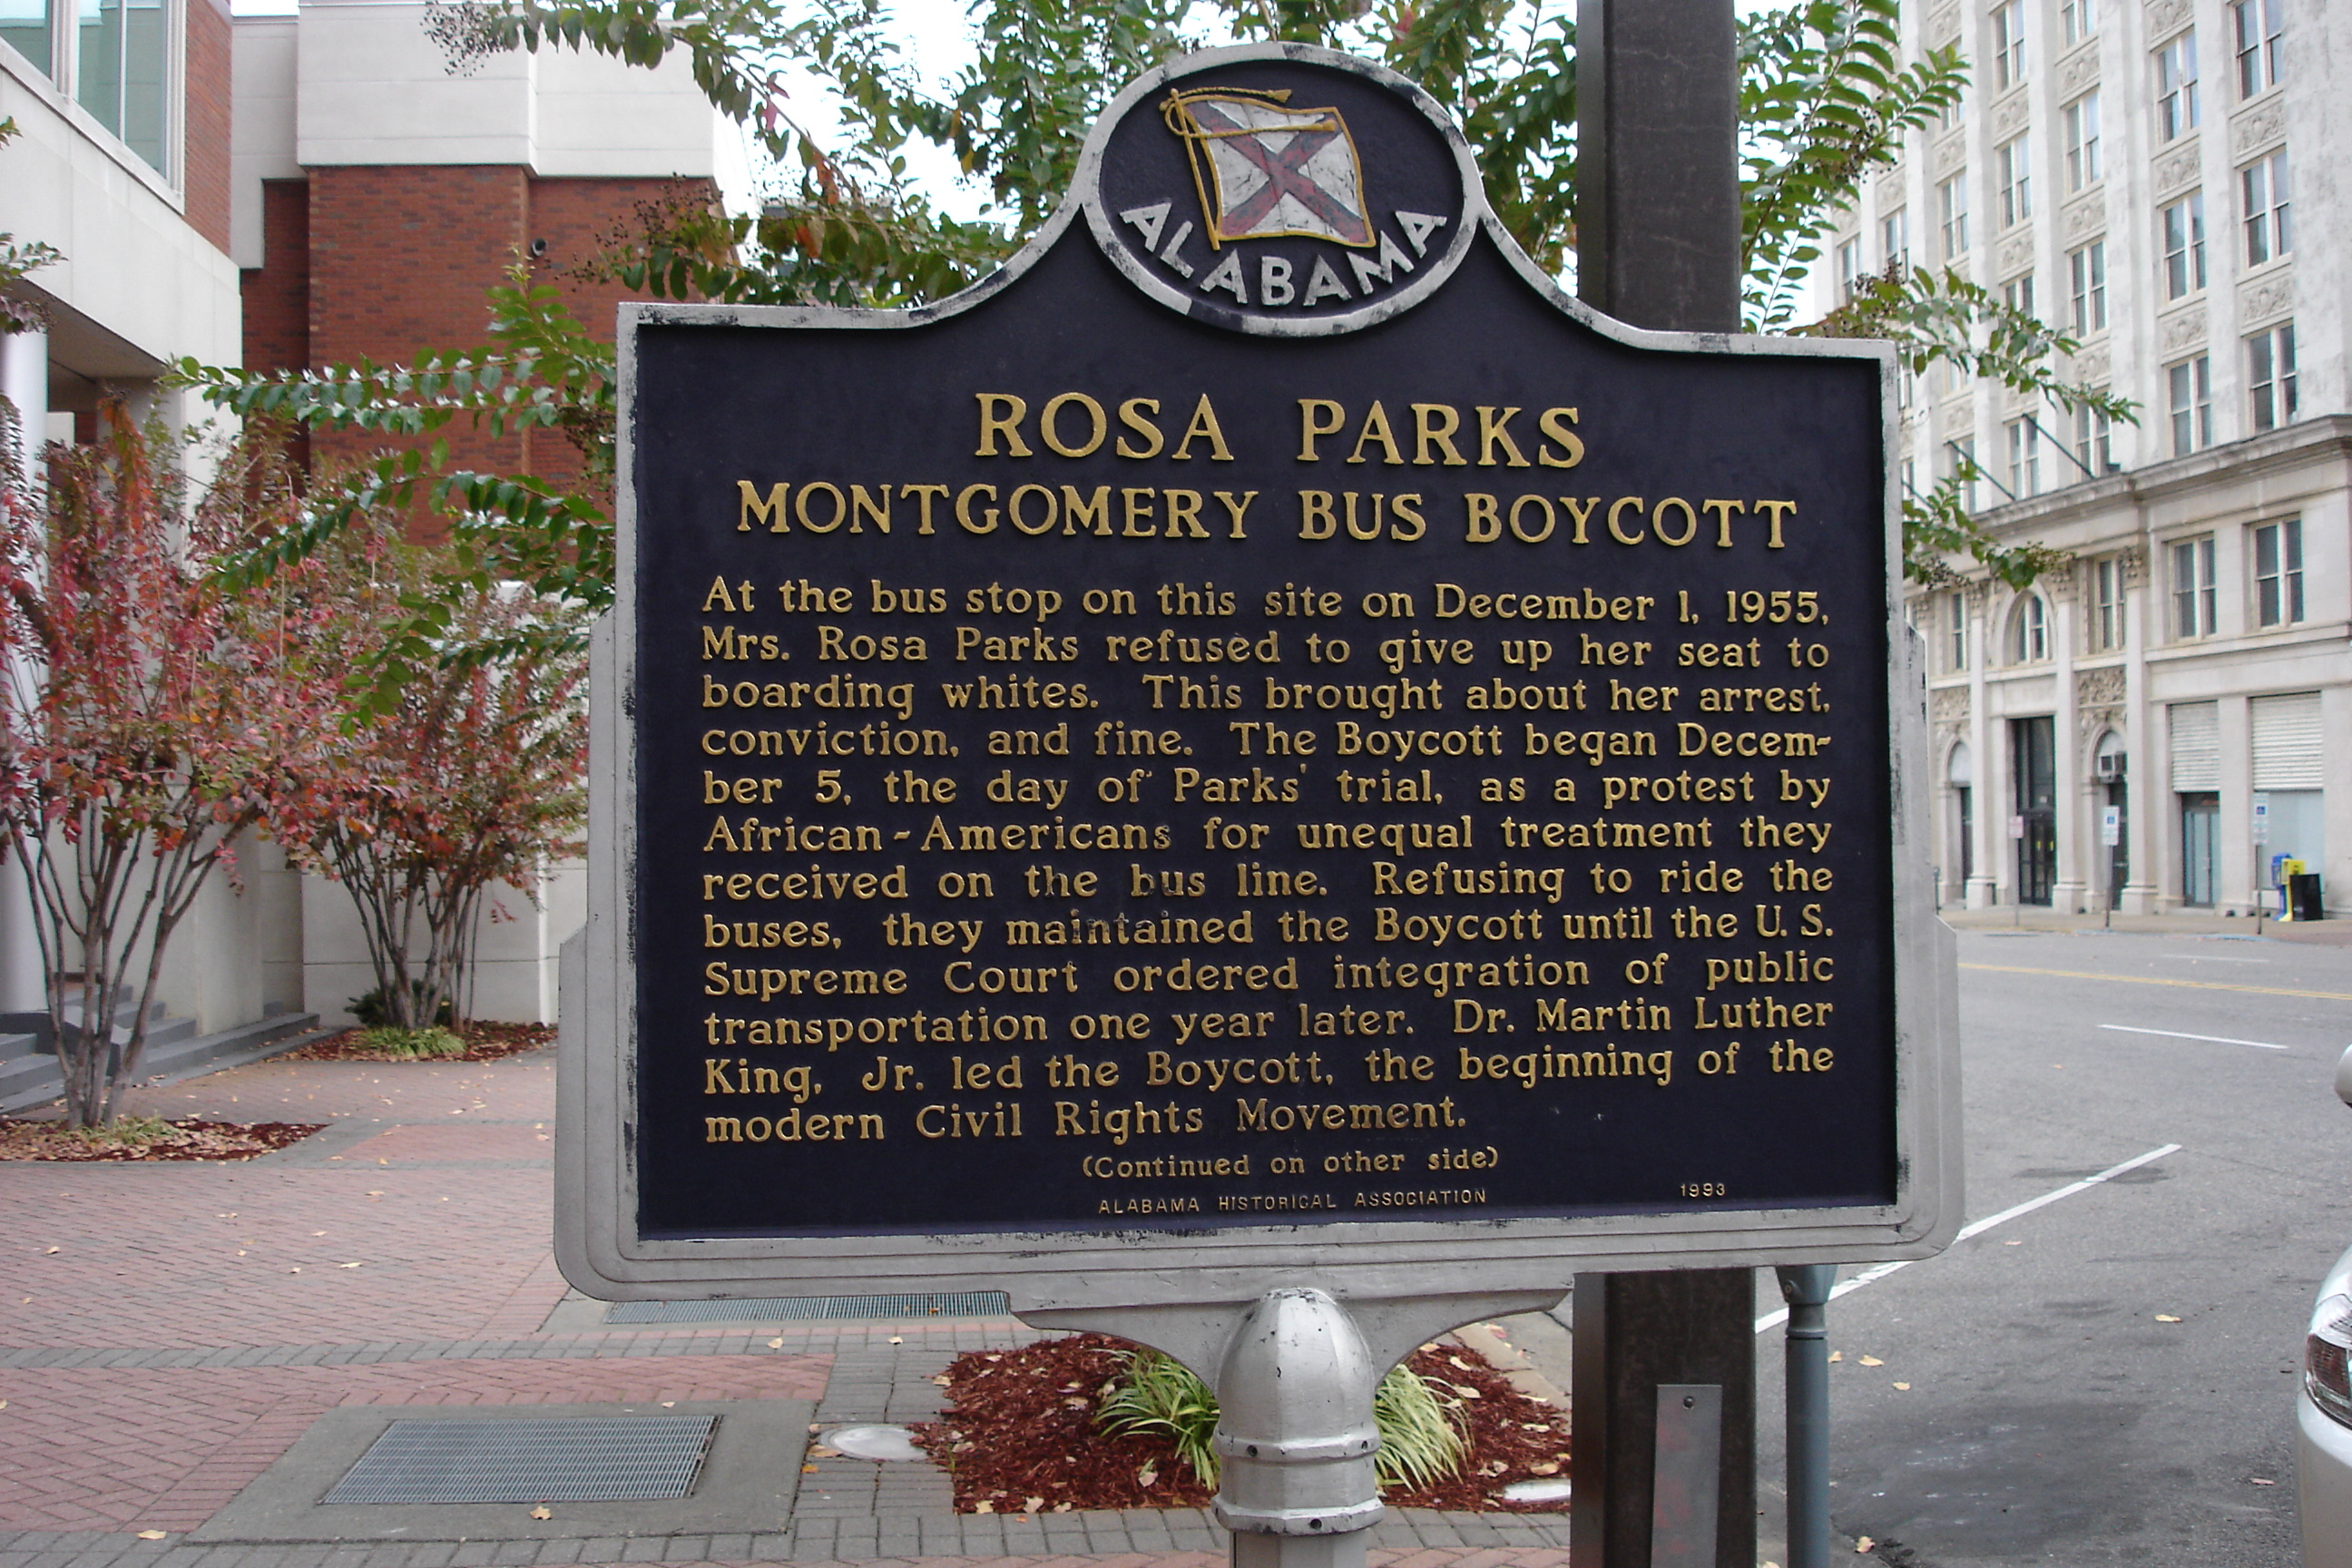 ALABAMA
ROSA PARKS
MONTGOMERY BUS BOYCOTT
At the bus stop on this site on December 1, 1955,
Mrs. Rosa Parks refused to give up her seat to
boarding whites. This brought about her arrest,
conviction, and fine. The Boycott began Decem-
ber 5, the day of Parks' trial, as a protest by
African-Americans for unequal treatment they
received on the bus line. Refusing to ride the
buses, they maintained the Boycott until the U.S.
Supreme Court ordered integration of public
transportation one year later. Dr. Martin Luther
King, Jr. led the Boycott, the beginning of the
modern Civil Rights Movement.
(Continued on other side)
ALABAMA HISTORICAL ASSOCIATION 1993